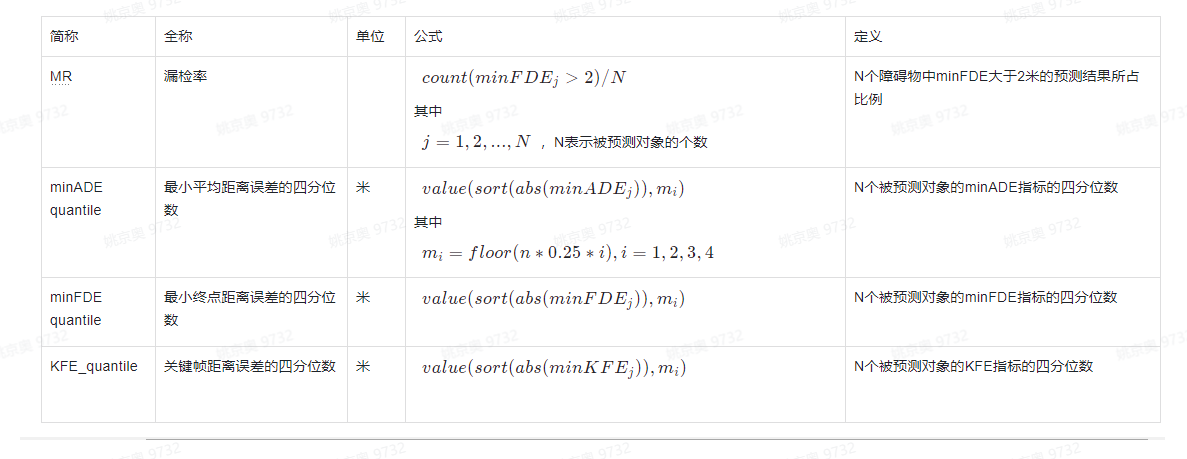 简称 全称 单位 公式 定义
MR 漏检率 count(minFDE_j > 2)/N N个障碍物中minFDE大于2米的预测结果所占
比例
其中
j = 1, 2, ..., N ，N表示被预测对象的个数
minADE 最小平均距离误差的四分位 米 value(sort(abs(minADE_j)), m_i) N个被预测对象的minADE指标的四分位数
quantile 数
其中
m_i = floor(n * 0.25 * i), i = 1, 2, 3, 4
minFDE 最小终点距离误差的四分位 米 value(sort(abs(minFDE_j)), m_i) N个被预测对象的minFDE指标的四分位数
quantile 数
KFE_quantile 关键帧距离误差的四分位数 米 value(sort(abs(minKFE_j)), m_i) N个被预测对象的KFE指标的四分位数
姚京奥 9732